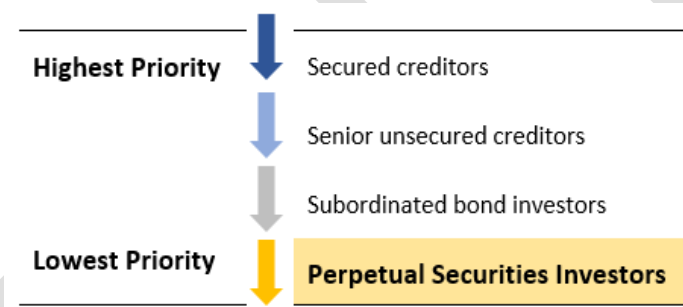 Highest Priority
Secured creditors
Senior unsecured creditors
Subordinated bond investors
Lowest Priority
Perpetual Securities Investors